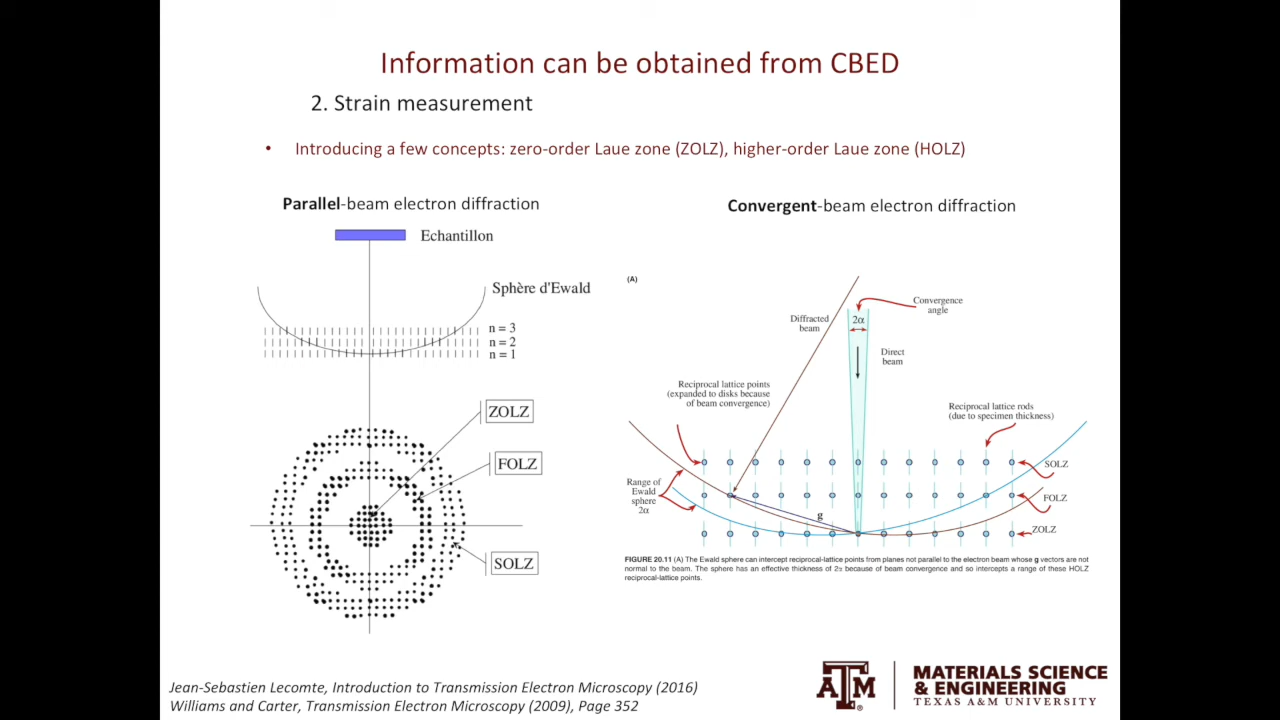 Information can be obtained from CBED
2. Strain measurement
• Introducing a few concepts: zero-order Laue zone (ZOLZ), higher-order Laue zone (HOLZ)
Parallel-beam electron diffraction
Echantillon
Sphère d'Ewald
n = 3
n = 2
n = 1
ZOLZ
FOLZ
SOLZ
Convergent-beam electron diffraction
(A)
Convergence
angle
Diffracted
beam
2α
Direct
beam
Reciprocal lattice points
(expanded to disks because
of beam convergence)
Reciprocal lattice rods
(due to specimen thickness)
SOLZ
Range of
Ewald
sphere
2α
FOLZ
g
ZOLZ
FIGURE 20.11 (A) The Ewald sphere can intercept reciprocal-lattice points from planes not parallel to the electron beam whose g vectors are not
normal to the beam. The sphere has an effective thickness of 2α because of beam convergence and so intercepts a range of these HOLZ
reciprocal-lattice points.
Jean-Sebastien Lecomte, Introduction to Transmission Electron Microscopy (2016)
Williams and Carter, Transmission Electron Microscopy (2009), Page 352
ATM
MATERIALS SCIENCE
& ENGINEERING
TEXAS A&M UNIVERSITY